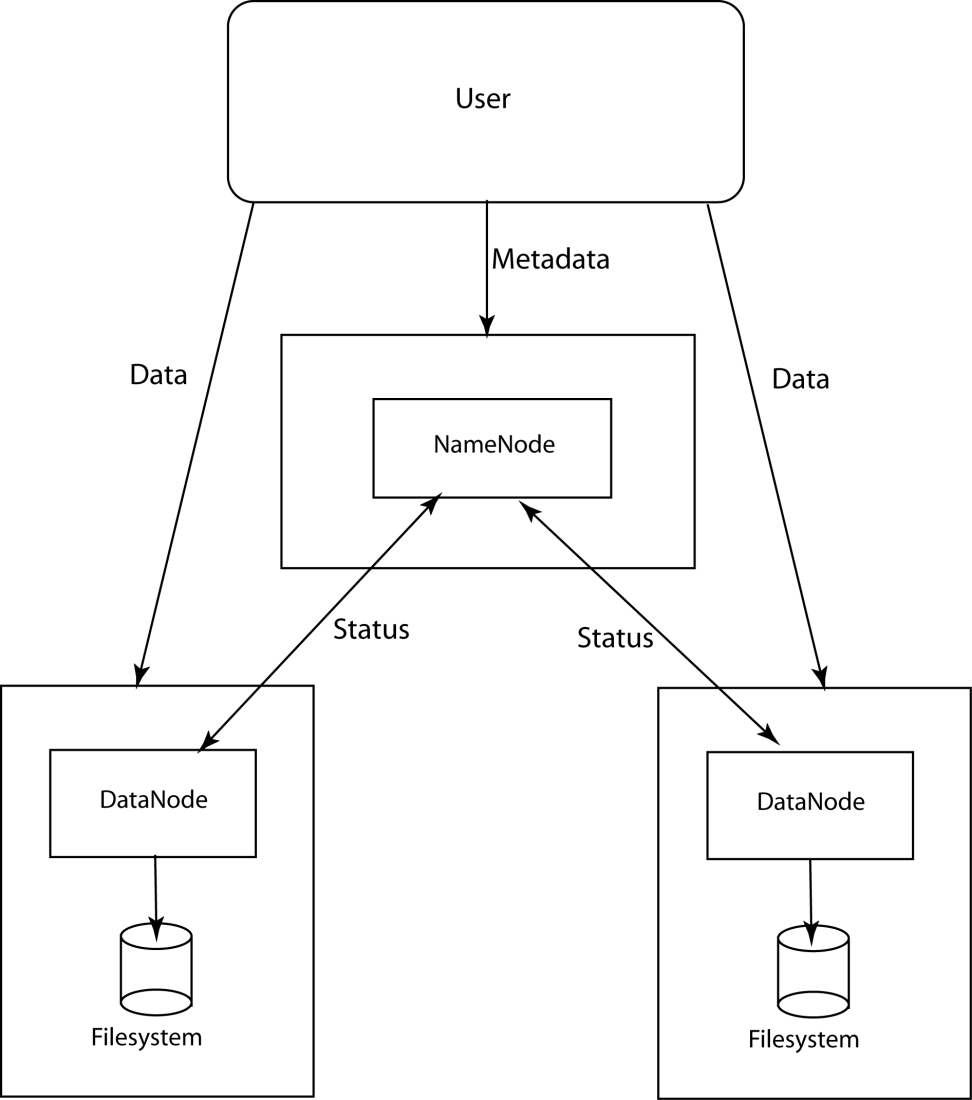 User
Metadata
Data
Data
NameNode
Status
Status
DataNode
DataNode
Filesystem
Filesystem